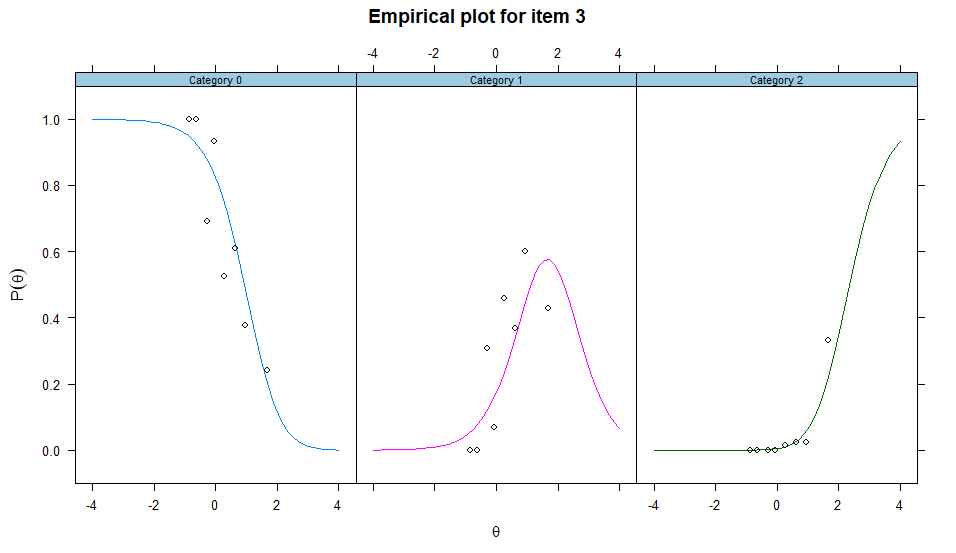 Empirical plot for item 3
-4 -2 0 2 4
Category 0 Category 1 Category 2
1.0
0.8
0.6
0.4
0.2
0.0
P(θ)
-4 -2 0 2 4 -4 -2 0 2 4
θ